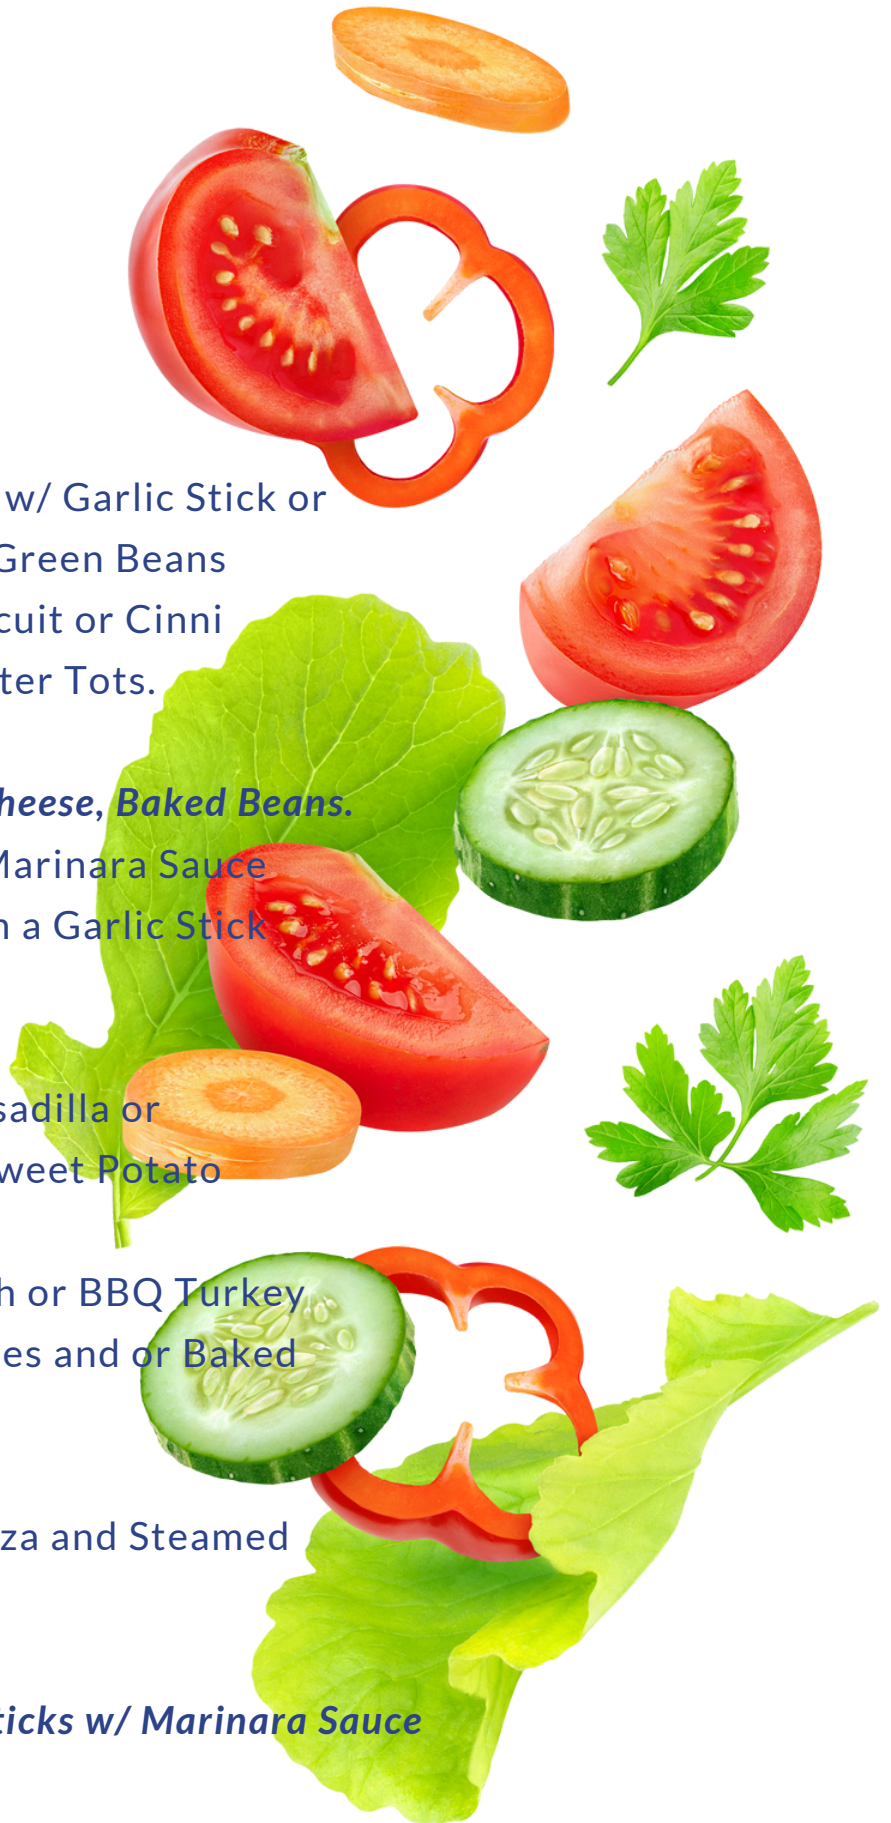 w/ Garlic Stick or
Green Beans
cuit or Cinni
ter Tots.
heese, Baked Beans.
Marinara Sauce
n a Garlic Stick
sadilla or
weet Potato
h or BBQ Turkey
es and or Baked
za and Steamed
ticks w/ Marinara Sauce